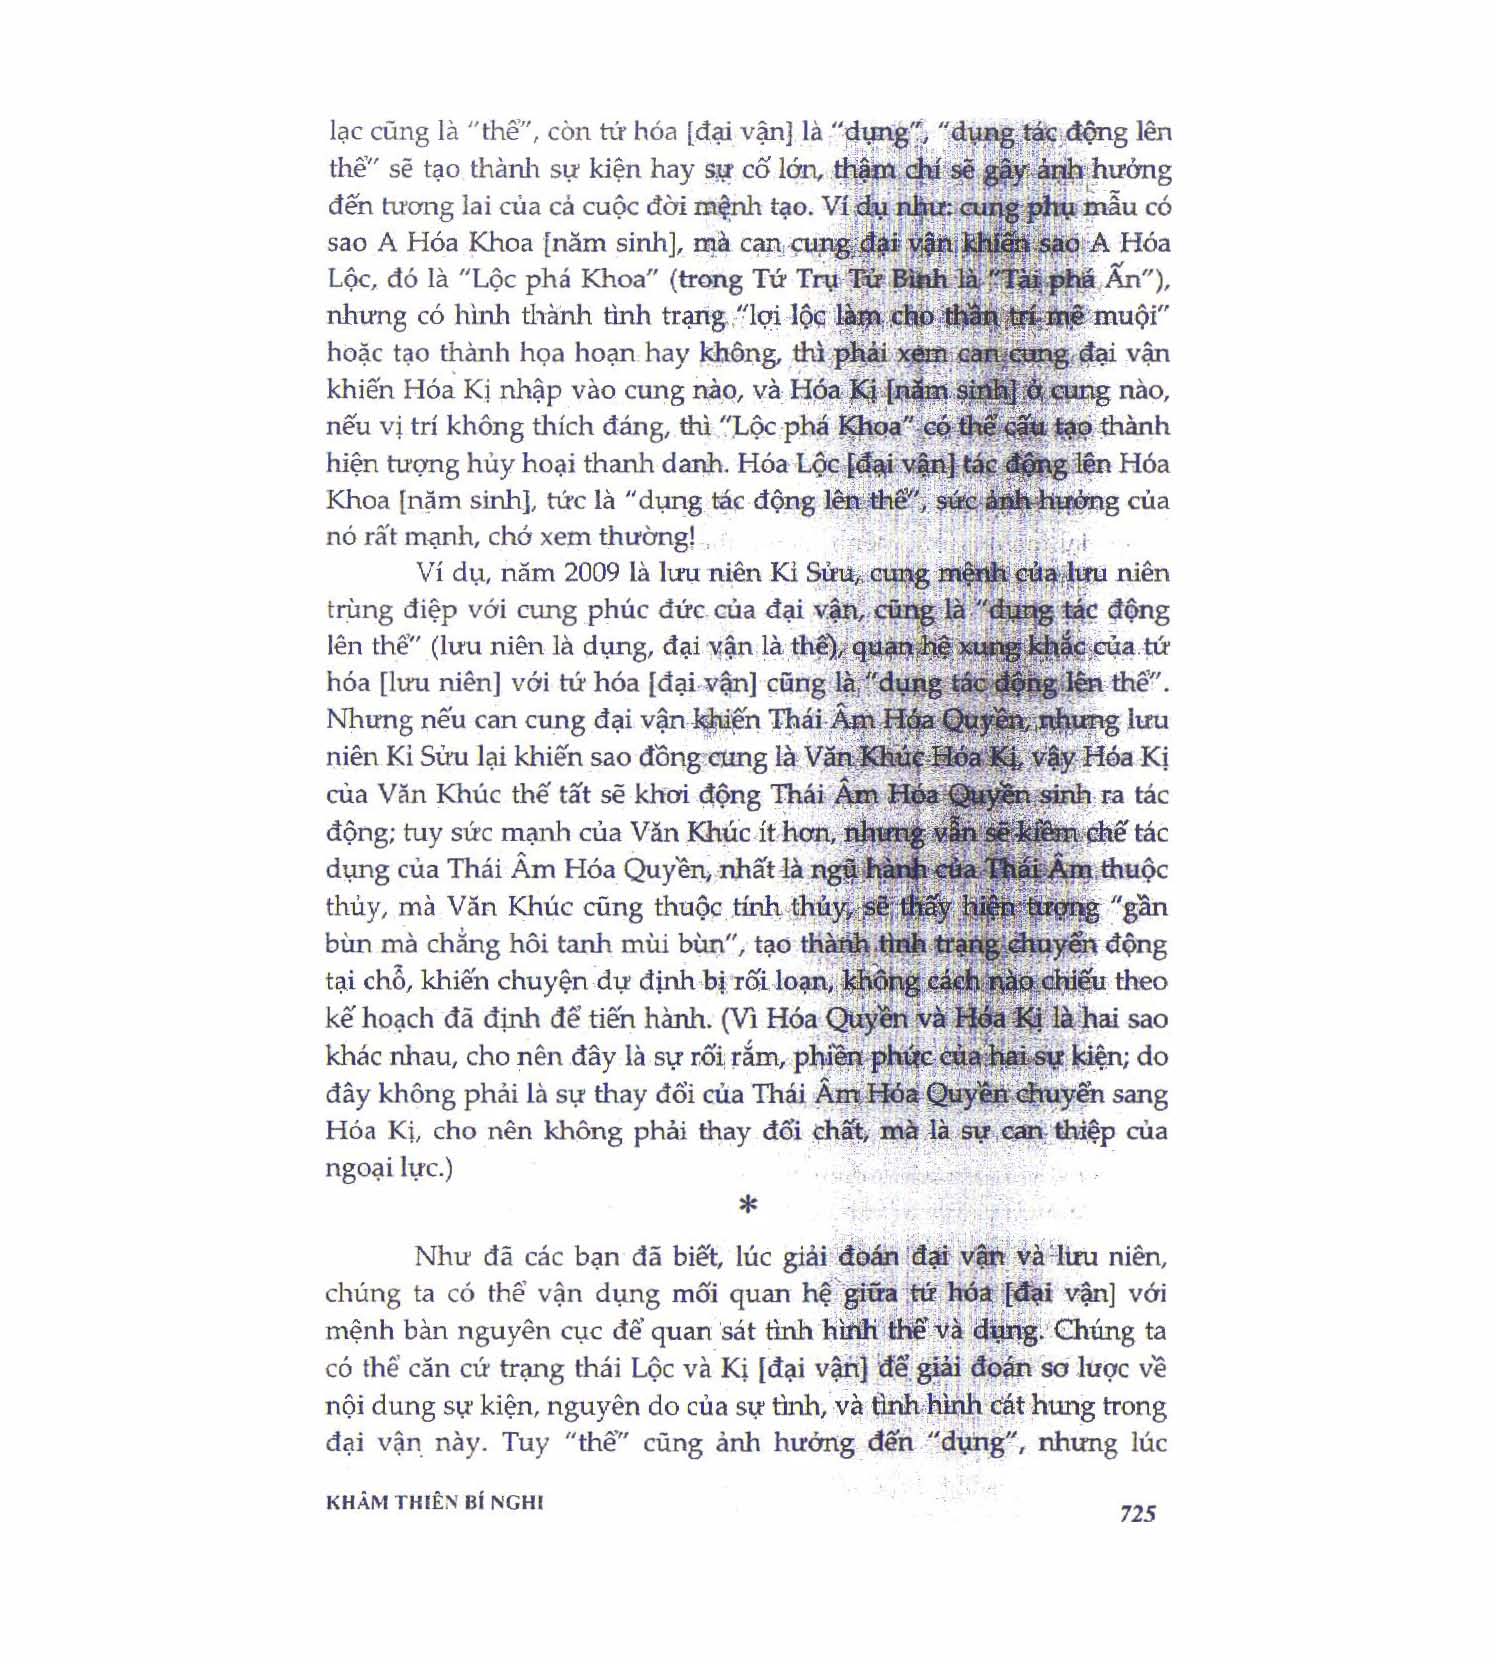 lạc cũng là "thể", còn tứ hóa [đại vận] là "dụng", "dụng tác động lên
thể" sẽ tạo thành sự kiện hay sự cố lớn, thậm chí sẽ gây ảnh hưởng
đến tương lai của cả cuộc đời mệnh tạo. Ví dụ như: cung phụ mẫu có
sao A Hóa Khoa [năm sinh], mà can cung đại vận khiến sao A Hóa
Lộc, đó là "Lộc phá Khoa" (trong Tứ Trụ Tử Bình là "Tài phá Ấn"),
nhưng có hình thành tình trạng "lợi lộc làm cho thần trí mê muội"
hoặc tạo thành họa hoạn hay không, thì phải xem can cung đại vận
khiến Hóa Kị nhập vào cung nào, và Hóa Kị [năm sinh] ở cung nào,
nếu vị trí không thích đáng, thì "Lộc phá Khoa" có thể cấu tạo thành
hiện tượng hủy hoại thanh danh. Hóa Lộc [đại vận] tác động lên Hóa
Khoa [năm sinh], tức là "dụng tác động lên thể", sức ảnh hưởng của
nó rất mạnh, chớ xem thường!
Ví dụ, năm 2009 là lưu niên Kỉ Sửu, cung mệnh của lưu niên
trùng điệp với cung phúc đức của đại vận, cũng là "dụng tác động
lên thể" (lưu niên là dụng, đại vận là thể), quan hệ xung khắc của tứ
hóa [lưu niên] với tứ hóa [đại vận] cũng là "dụng tác động lên thể".
Nhưng nếu can cung đại vận khiến Thái Âm Hóa Quyền, nhưng lưu
niên Kỉ Sửu lại khiến sao đồng cung là Văn Khúc Hóa Kị, vậy Hóa Kị
của Văn Khúc thế tất sẽ khơi động Thái Âm Hóa Quyền sinh ra tác
động; tuy sức mạnh của Văn Khúc ít hơn, nhưng vẫn sẽ kiềm chế tác
dụng của Thái Âm Hóa Quyền, nhất là ngũ hành của Thái Âm thuộc
thủy, mà Văn Khúc cũng thuộc tính thủy, sẽ thấy hiện tượng "gần
bùn mà chẳng hôi tanh mùi bùn", tạo thành tình trạng chuyển động
tại chỗ, khiến chuyện dự định bị rối loạn, không cách nào chiếu theo
kế hoạch đã định để tiến hành. (Vì Hóa Quyền và Hóa Kị là hai sao
khác nhau, cho nên đây là sự rối rắm, phiền phức của hai sự kiện; do
đây không phải là sự thay đổi của Thái Âm Hóa Quyền chuyển sang
Hóa Kị, cho nên không phải thay đổi chất, mà là sự can thiệp của
ngoại lực.)
*
Như đã các bạn đã biết, lúc giải đoán đại vận và lưu niên,
chúng ta có thể vận dụng mối quan hệ giữa tứ hóa [đại vận] với
mệnh bàn nguyên cục để quan sát tình hình thể và dụng. Chúng ta
có thể căn cứ trạng thái Lộc và Kị [đại vận] để giải đoán sơ lược về
nội dung sự kiện, nguyên do của sự tình, và tình hình cát hung trong
đại vận này. Tuy "thể" cũng ảnh hưởng đến "dụng", nhưng lúc
KHÂM THIÊN BÍ NGHI
725